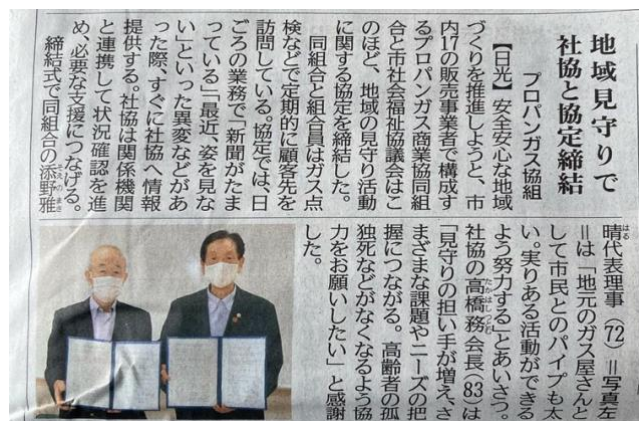 地域見守りで
社協と協定締結
プロパンガス協組
【日光】安全安心な地域
づくりを推進しようと、市
内17の販売事業者で構成す
るプロパンガス商業協同組
合と市社会福祉協議会はこ
のほど、地域の見守り活動
に関する協定を締結した。
同組合と組合員はガス点
検などで定期的に顧客先を
訪問している。協定では、日
ごろの業務で「新聞がたま
っている」「最近、姿を見な
い」といった異変などがあ
った際、すぐに社協へ情報
提供する。社協は関係機関
と連携して状況確認を進
め、必要な支援につなげる。
締結式で同組合の添野雅
晴代表理事(72)＝写真左
＝は「地元のガス屋さんと
して市民とのパイプも太
い。実りある活動ができる
よう努力する」とあいさつ。
社協の高橋務会長(83)は
「見守りの担い手が増え、さ
まざまな課題やニーズの把
握につながる。高齢者の孤
独死などがなくなるよう協
力をお願いしたい」と感謝
した。